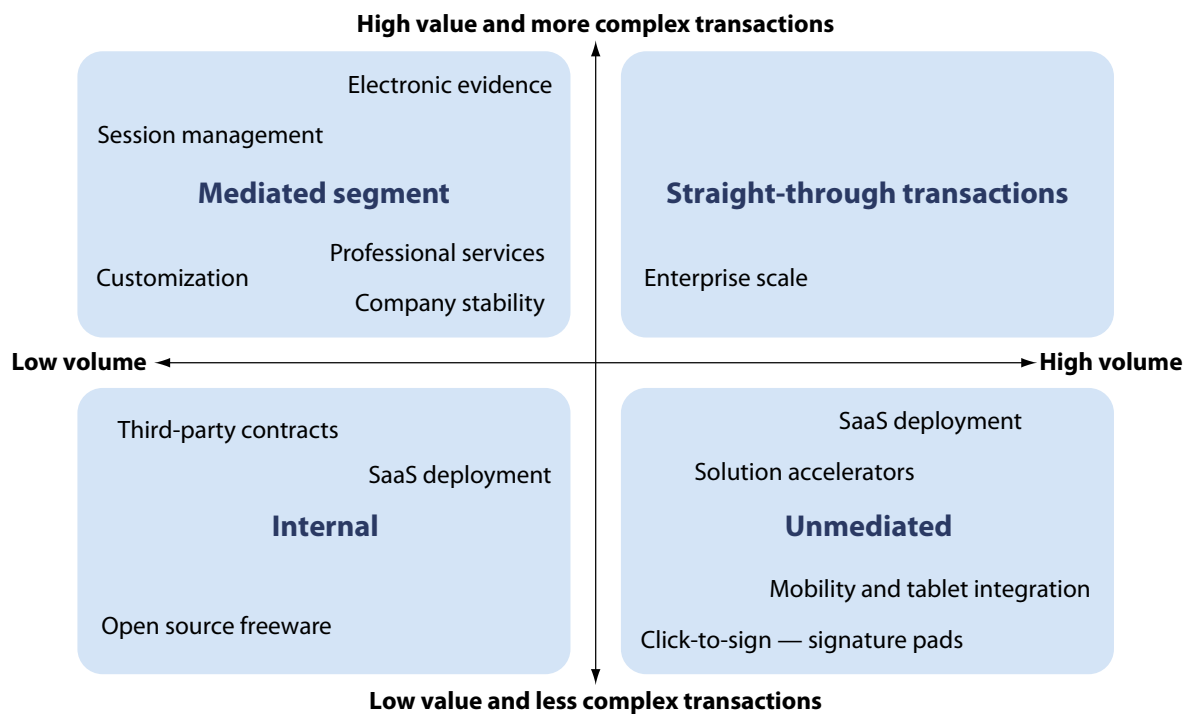 High value and more complex transactions
Electronic evidence
Session management
Mediated segment
Professional services
Customization
Company stability
Straight-through transactions
Enterprise scale
Low volume
High volume
Third-party contracts
SaaS deployment
Internal
Open source freeware
SaaS deployment
Solution accelerators
Unmediated
Mobility and tablet integration
Click-to-sign — signature pads
Low value and less complex transactions